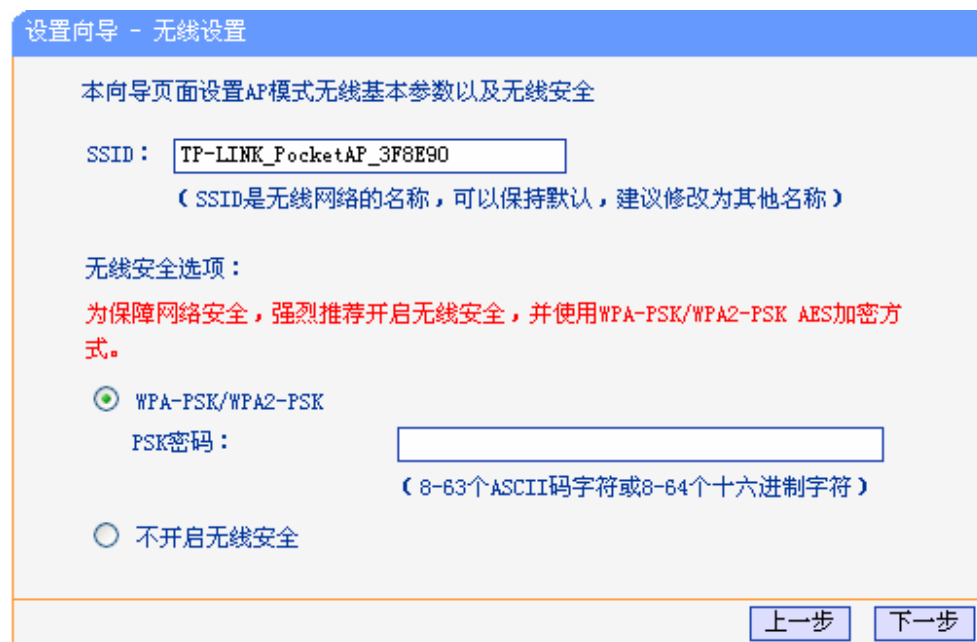 设置向导 - 无线设置
本向导页面设置AP模式无线基本参数以及无线安全
SSID： TP-LINK_PocketAP_3F8E90
（SSID是无线网络的名称，可以保持默认，建议修改为其他名称）
无线安全选项：
为保障网络安全，强烈推荐开启无线安全，并使用WPA-PSK/WPA2-PSK AES加密方
式。
WPA-PSK/WPA2-PSK
PSK密码：
（8-63个ASCII码字符或8-64个十六进制字符）
不开启无线安全
上一步 下一步